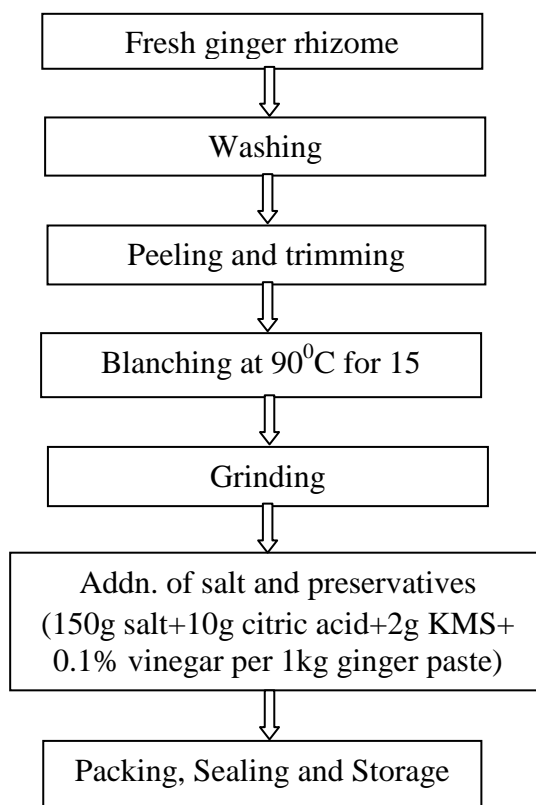 Fresh ginger rhizome
Washing
Peeling and trimming
Blanching at 90⁰C for 15
Grinding
Addn. of salt and preservatives
(150g salt+10g citric acid+2g KMS+
0.1% vinegar per 1kg ginger paste)
Packing, Sealing and Storage